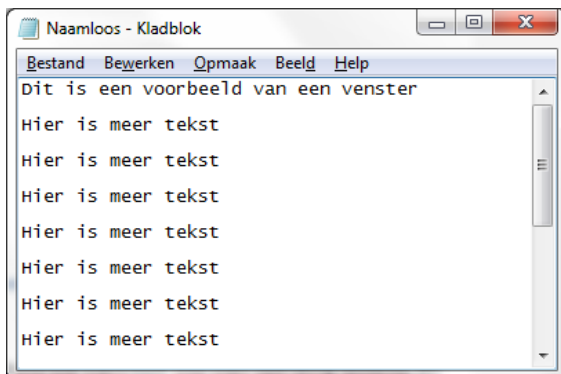 Naamloos - Kladblok
Bestand Bewerken Opmaak Beeld Help
Dit is een voorbeeld van een venster
Hier is meer tekst
Hier is meer tekst
Hier is meer tekst
Hier is meer tekst
Hier is meer tekst
Hier is meer tekst
Hier is meer tekst